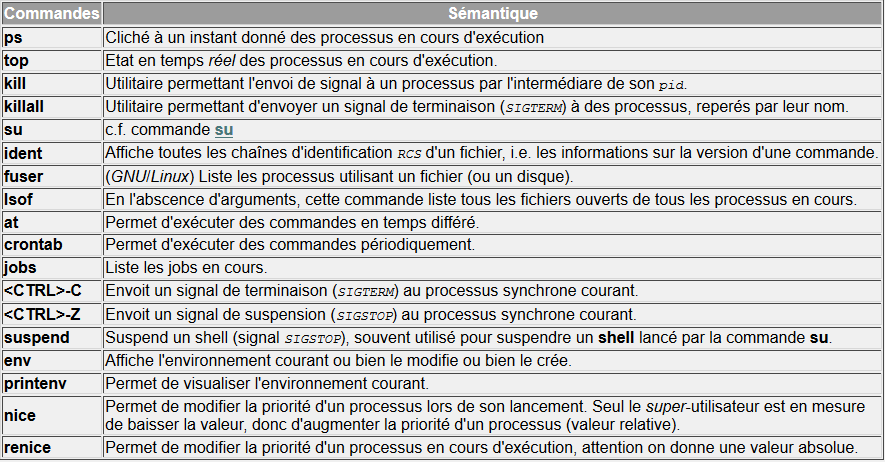 Commandes Sémantique
ps Cliché à un instant donné des processus en cours d'exécution
top Etat en temps réel des processus en cours d'exécution.
kill Utilitaire permettant l'envoi de signal à un processus par l'intermédiare de son pid.
killall Utilitaire permettant d'envoyer un signal de terminaison (SIGTERM) à des processus, reperés par leur nom.
su c.f. commande su
ident Affiche toutes les chaînes d'identification RCS d'un fichier, i.e. les informations sur la version d'une commande.
fuser (GNU/Linux) Liste les processus utilisant un fichier (ou un disque).
lsof En l'abscence d'arguments, cette commande liste tous les fichiers ouverts de tous les processus en cours.
at Permet d'exécuter des commandes en temps différé.
crontab Permet d'exécuter des commandes périodiquement.
jobs Liste les jobs en cours.
<CTRL>-C Envoit un signal de terminaison (SIGTERM) au processus synchrone courant.
<CTRL>-Z Envoit un signal de suspension (SIGSTOP) au processus synchrone courant.
suspend Suspend un shell (signal SIGSTOP), souvent utilisé pour suspendre un shell lancé par la commande su.
env Affiche l'environnement courant ou bien le modifie ou bien le crée.
printenv Permet de visualiser l'environnement courant.
nice Permet de modifier la priorité d'un processus lors de son lancement. Seul le super-utilisateur est en mesure
de baisser la valeur, donc d'augmenter la priorité d'un processus (valeur relative).
renice Permet de modifier la priorité d'un processus en cours d'exécution, attention on donne une valeur absolue.